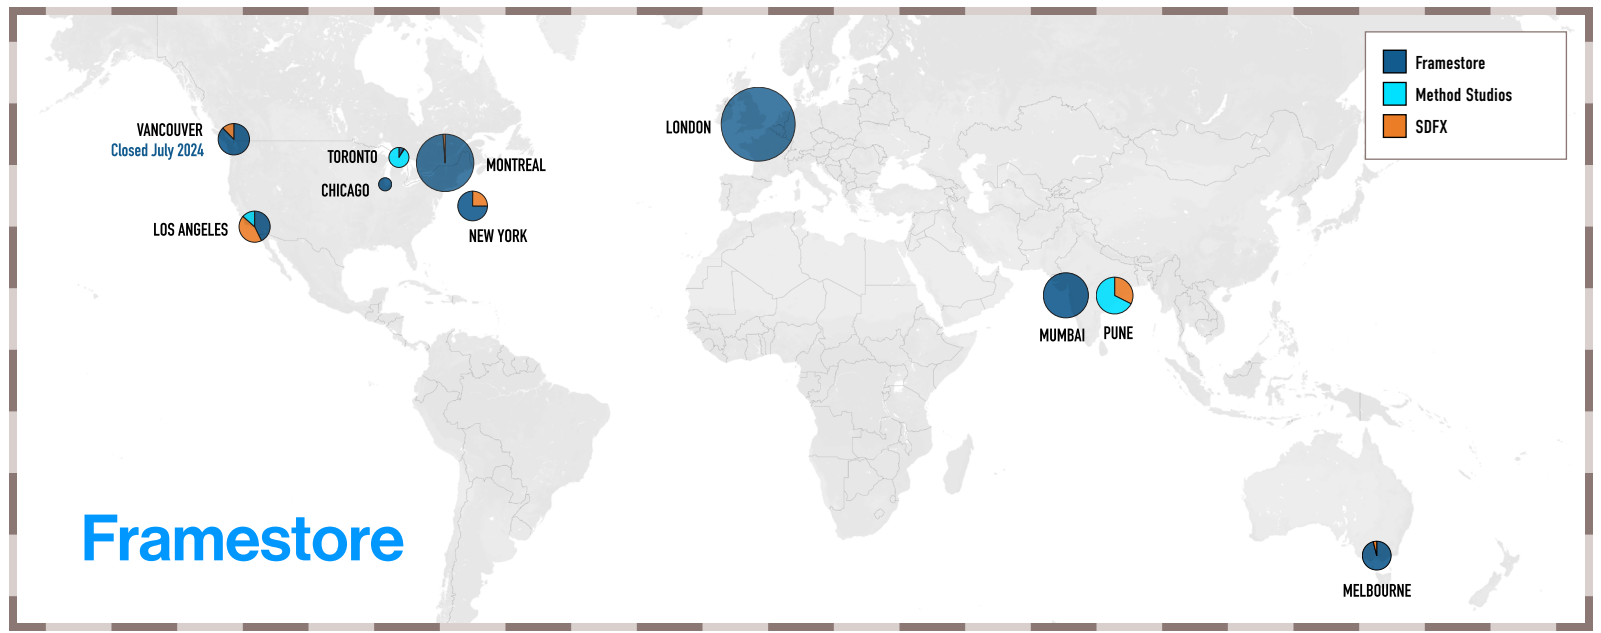 Framestore
Method Studios
SDFX
VANCOUVER
Closed July 2024
TORONTO
MONTREAL
CHICAGO
LOS ANGELES
NEW YORK
LONDON
MUMBAI
PUNE
MELBOURNE
Framestore